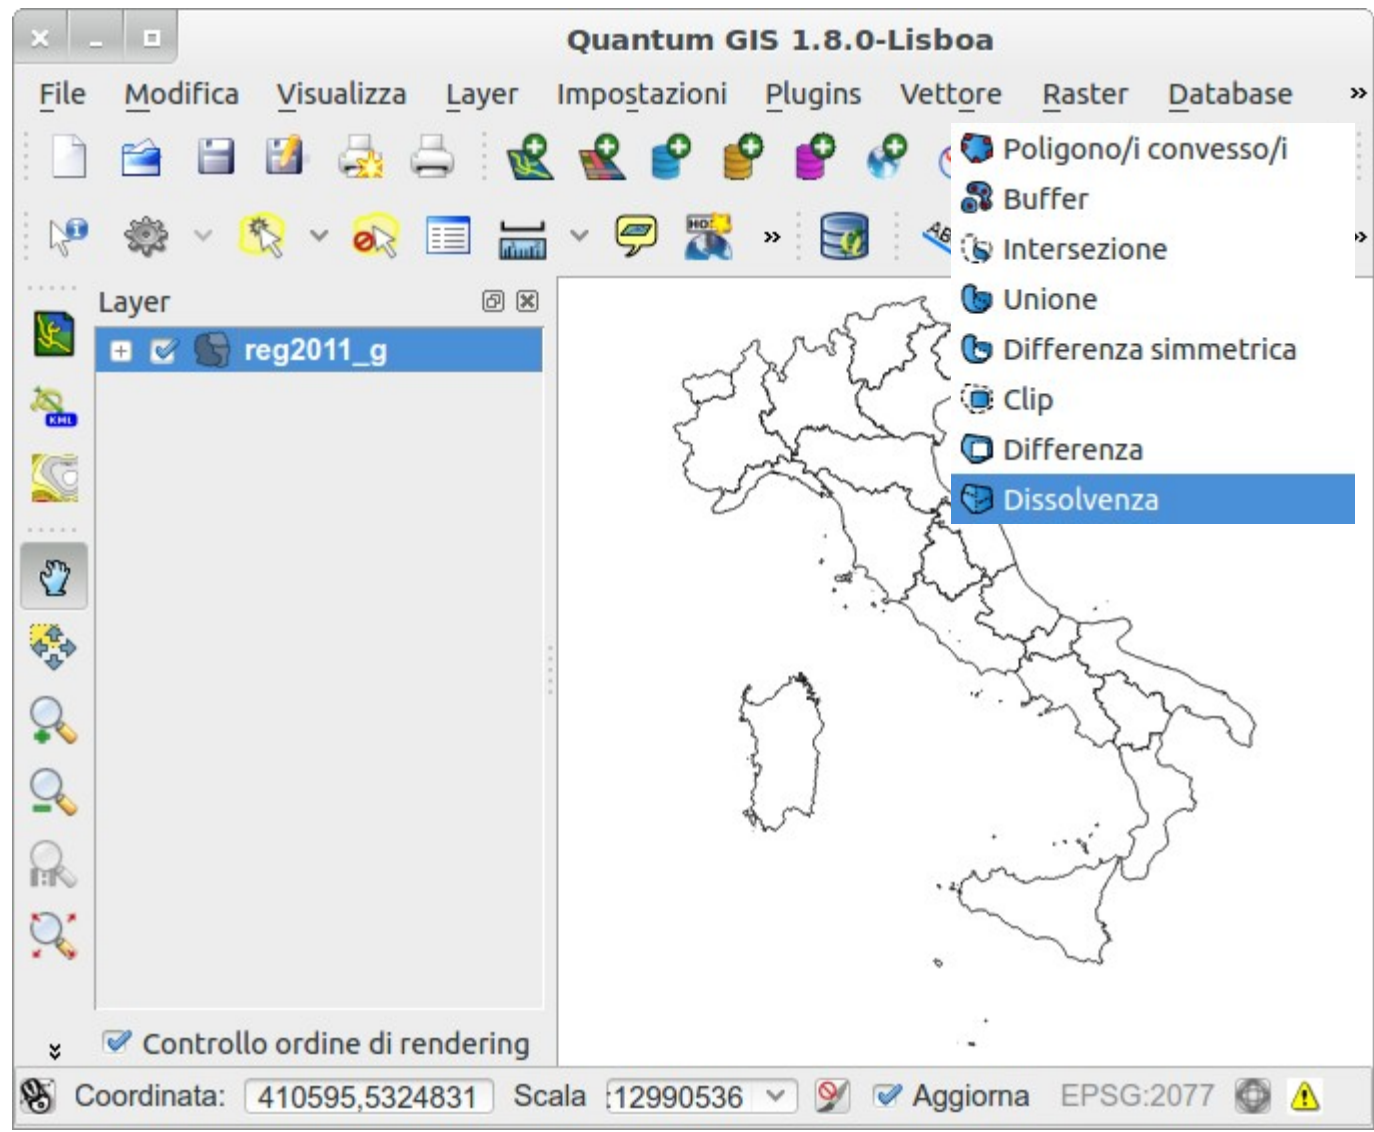 Quantum GIS 1.8.0-Lisboa
File Modifica Visualizza Layer Impostazioni Plugins Vettore Raster Database »
Poligono/i convesso/i
Buffer
Intersezione
Unione
Differenza simmetrica
Clip
Differenza
Dissolvenza
Layer
reg2011_g
KML
Controllo ordine di rendering
Coordinata: 410595,5324831 Scala :12990536 Aggiorna EPSG:2077